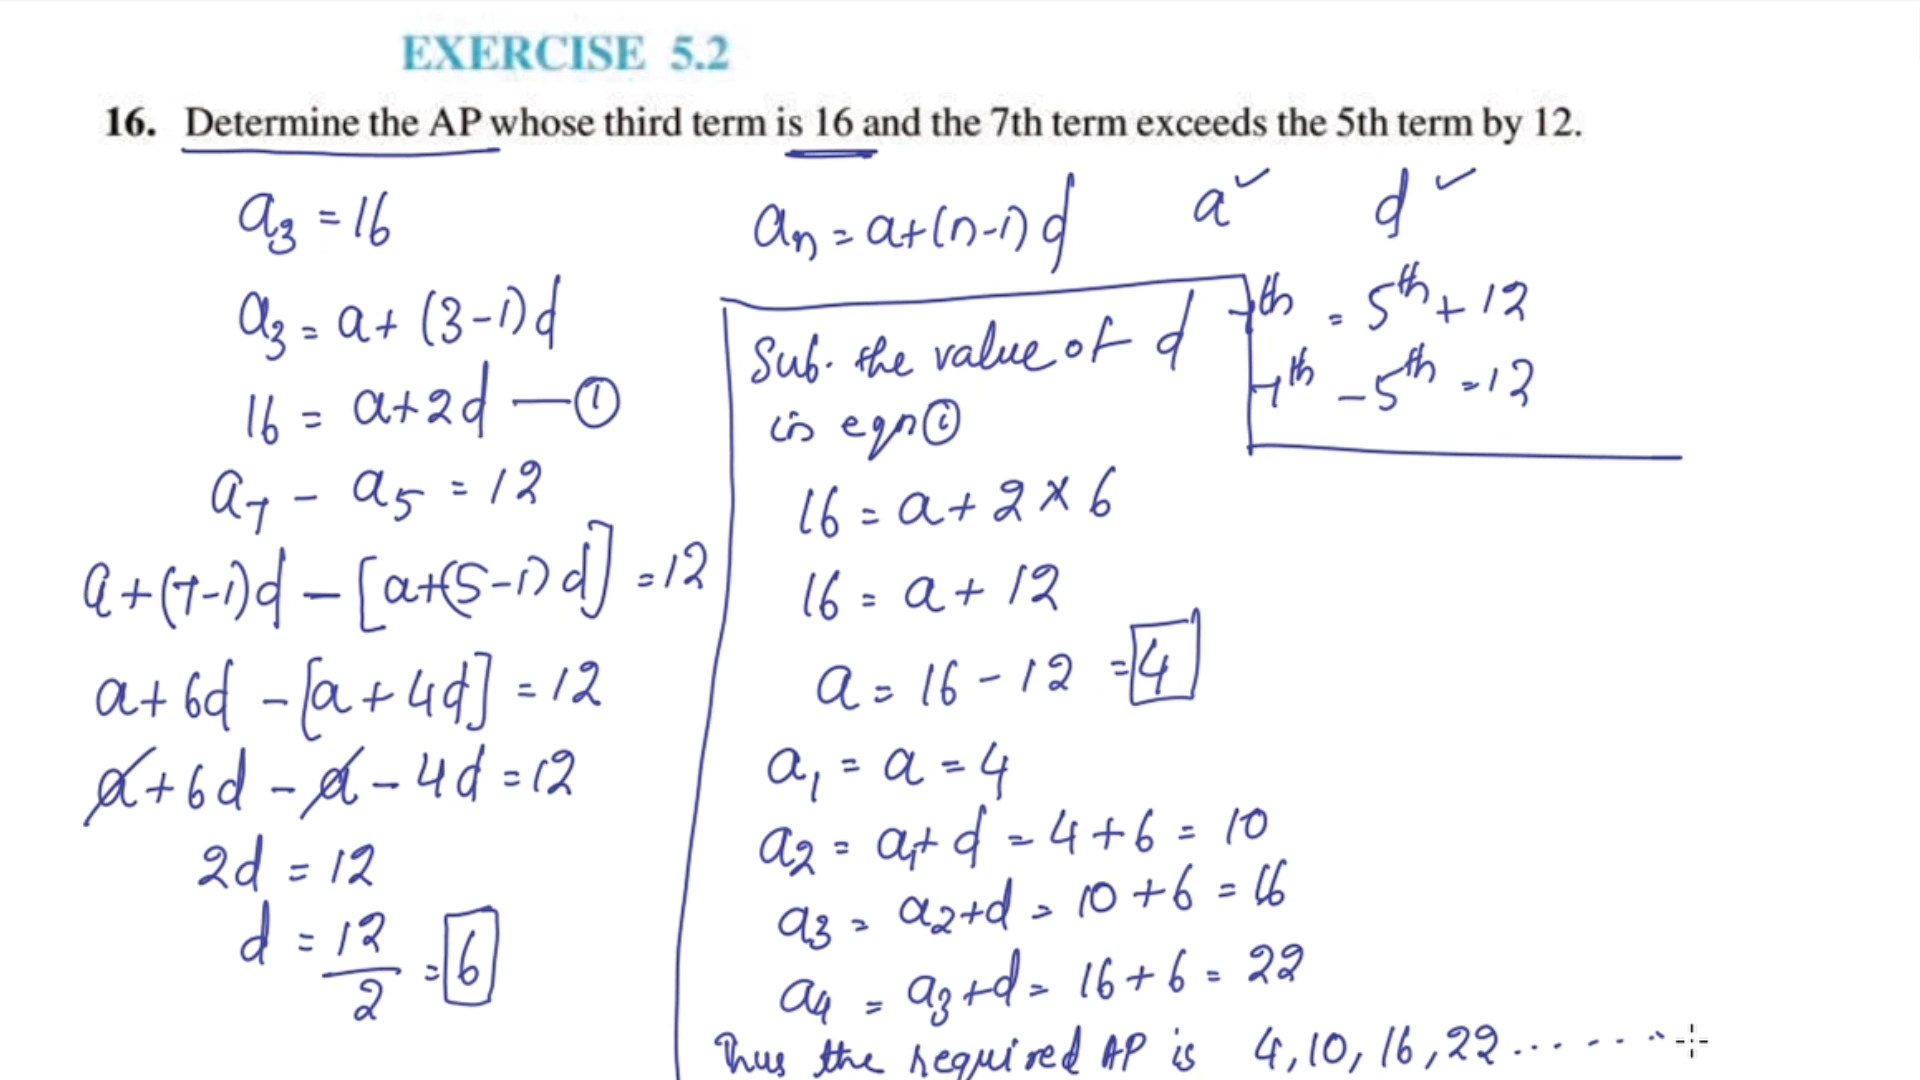 EXERCISE 5.2
16. Determine the AP whose third term is 16 and the 7th term exceeds the 5th term by 12.
a₃ = 16
a₃ = a + (3-1)d
16 = a+2d —①
a₇ - a₅ = 12
a+(7-1)d - [a+(5-1)d] = 12
a+6d - [a+4d] = 12
a+6d - a - 4d = 12
2d = 12
d = 12/2 = 6
aₙ = a+(n-1)d
a✓ d✓
7th = 5th + 12
7th - 5th = 12
Sub. the value of d
in eqn①
16 = a + 2 × 6
16 = a + 12
a = 16 - 12 = 4
a₁ = a = 4
a₂ = a₁+d = 4+6 = 10
a₃ = a₂+d = 10+6 = 16
a₄ = a₃+d = 16+6 = 22
Thus the required AP is 4, 10, 16, 22 ........